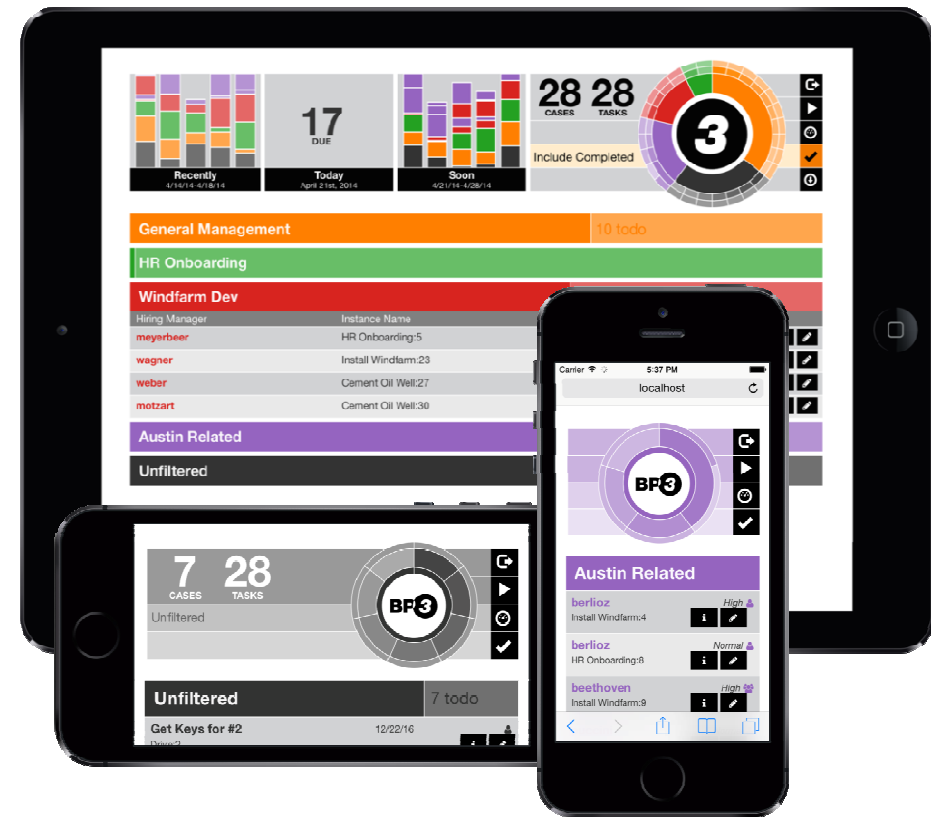 28 28
CASES TASKS
17
DUE
3
Include Completed
Recently
4/14/14-4/18/14
Today
April 21st, 2014
Soon
4/21/14-4/28/14
General Management 10 todo
HR Onboarding
Windfarm Dev
Hiring Manager Instance Name
meyerbeer HR Onboarding:5
wagner Install Windfarm:23
weber Cement Oil Well:27
motzart Cement Oil Well:30
Austin Related
Unfiltered
7 28
CASES TASKS
BP3
Unfiltered
Unfiltered 7 todo
Get Keys for #2 12/22/16
Drive:2
Carrier 5:37 PM
localhost
BP3
Austin Related
berlioz High
Install Windfarm:4
berlioz Normal
HR Onboarding:8
beethoven High
Install Windfarm:9